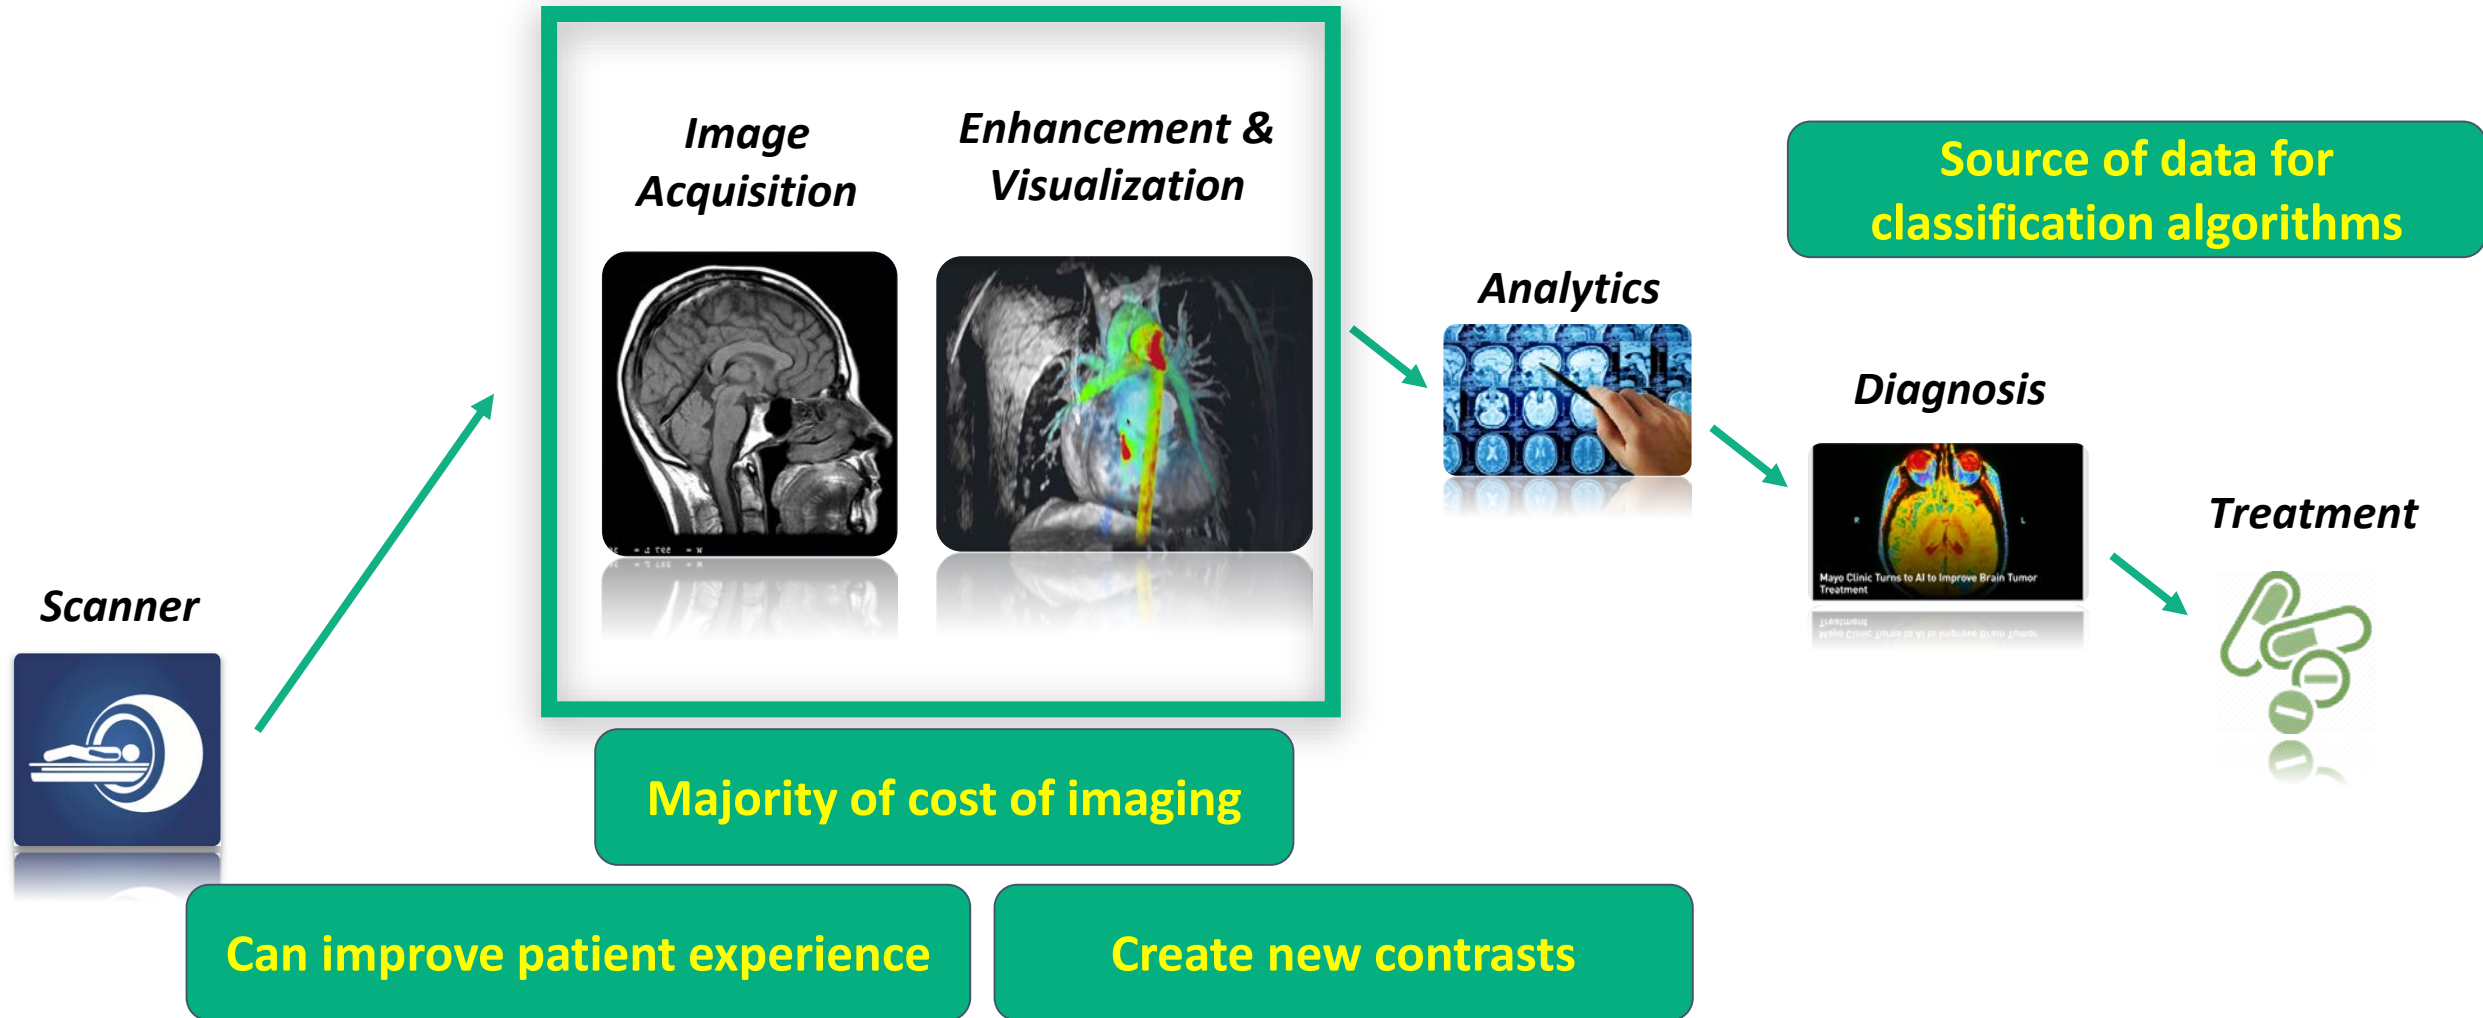 Image
Acquisition
Enhancement &
Visualization
Source of data for
classification algorithms
Analytics
Diagnosis
R
L
Mayo Clinic Turns to AI to Improve Brain Tumor
Treatment
Treatment
Scanner
Majority of cost of imaging
Can improve patient experience
Create new contrasts